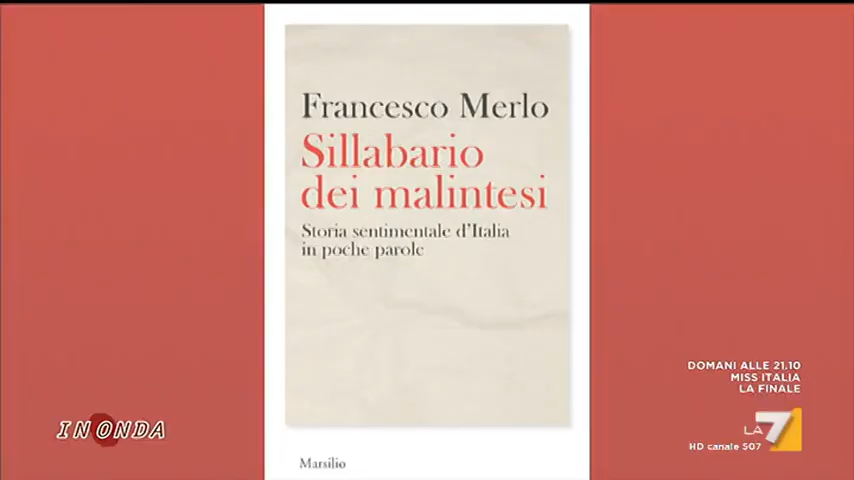 Francesco Merlo
Sillabario
dei malintesi
Storia sentimentale d'Italia
in poche parole
Marsilio
IN ONDA
DOMANI ALLE 21.10
MISS ITALIA
LA FINALE
LA 7
HD canale 507